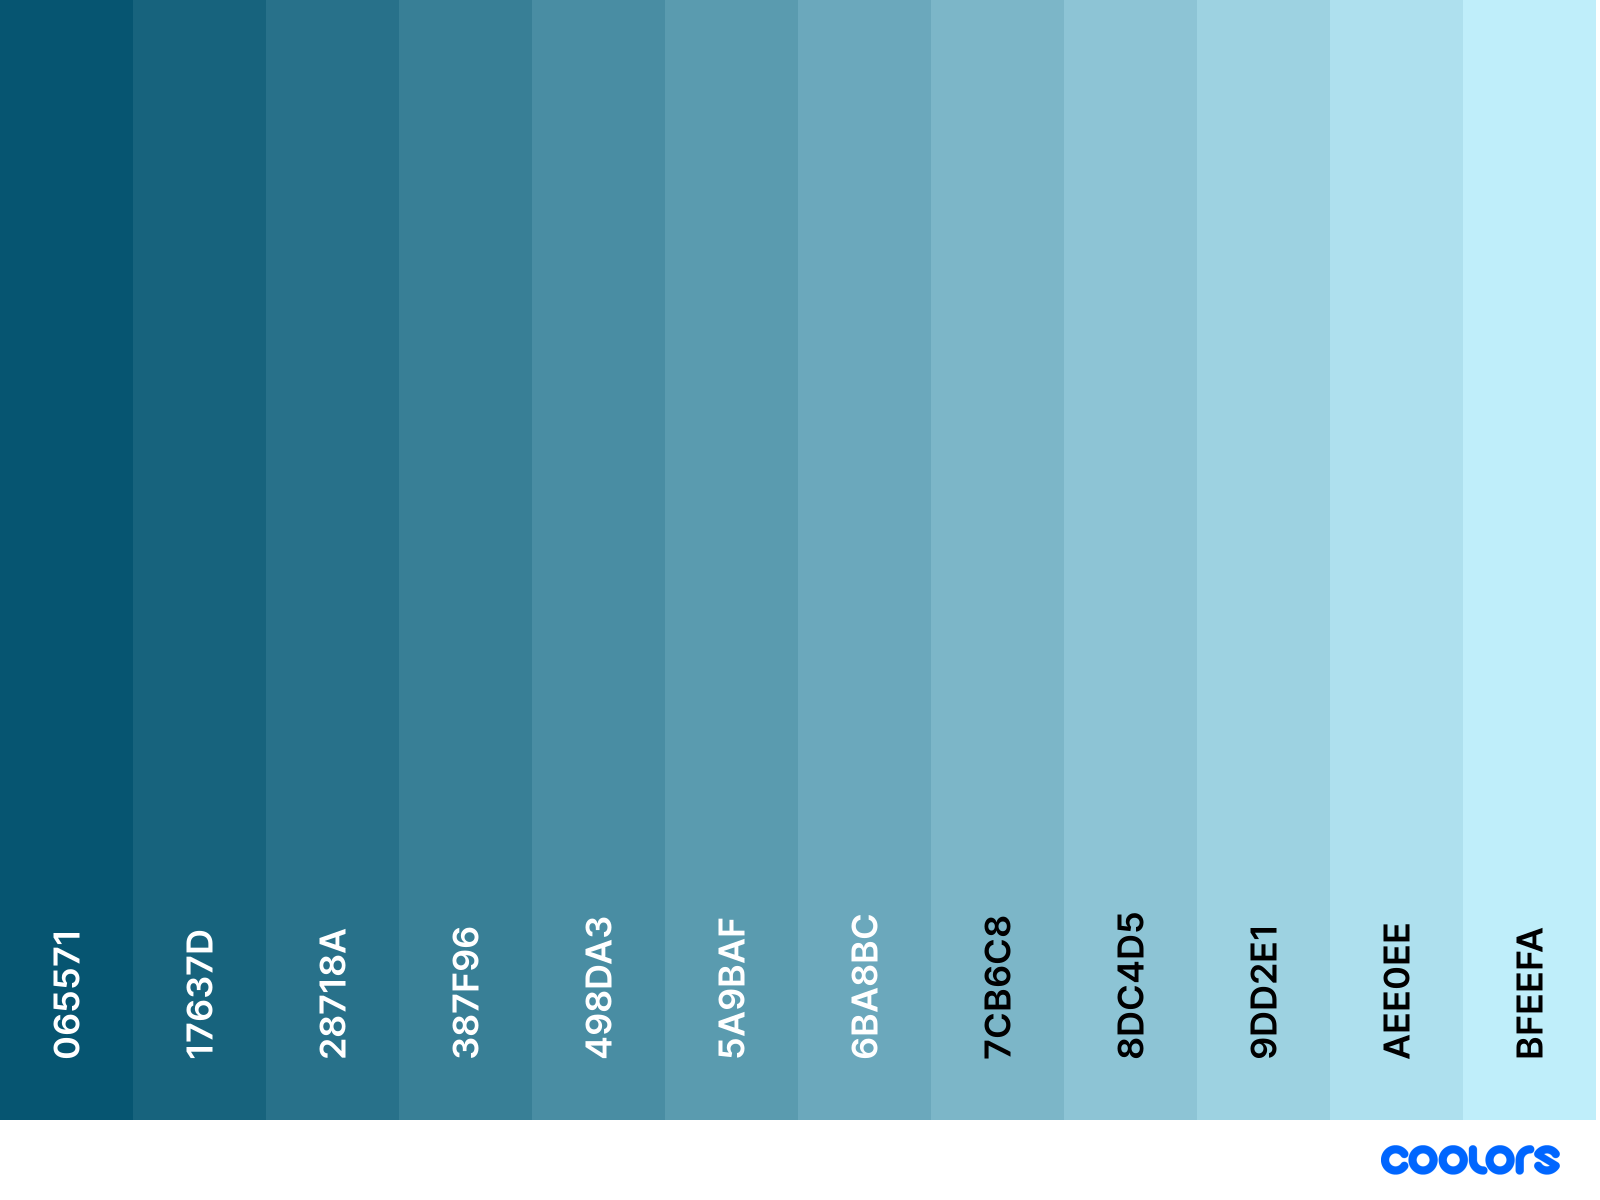 065571
17637D
28718A
387F96
498DA3
5A9BAF
6BA8BC
7CB6C8
8DC4D5
9DD2E1
AEE0EE
BFEEFA
coolors